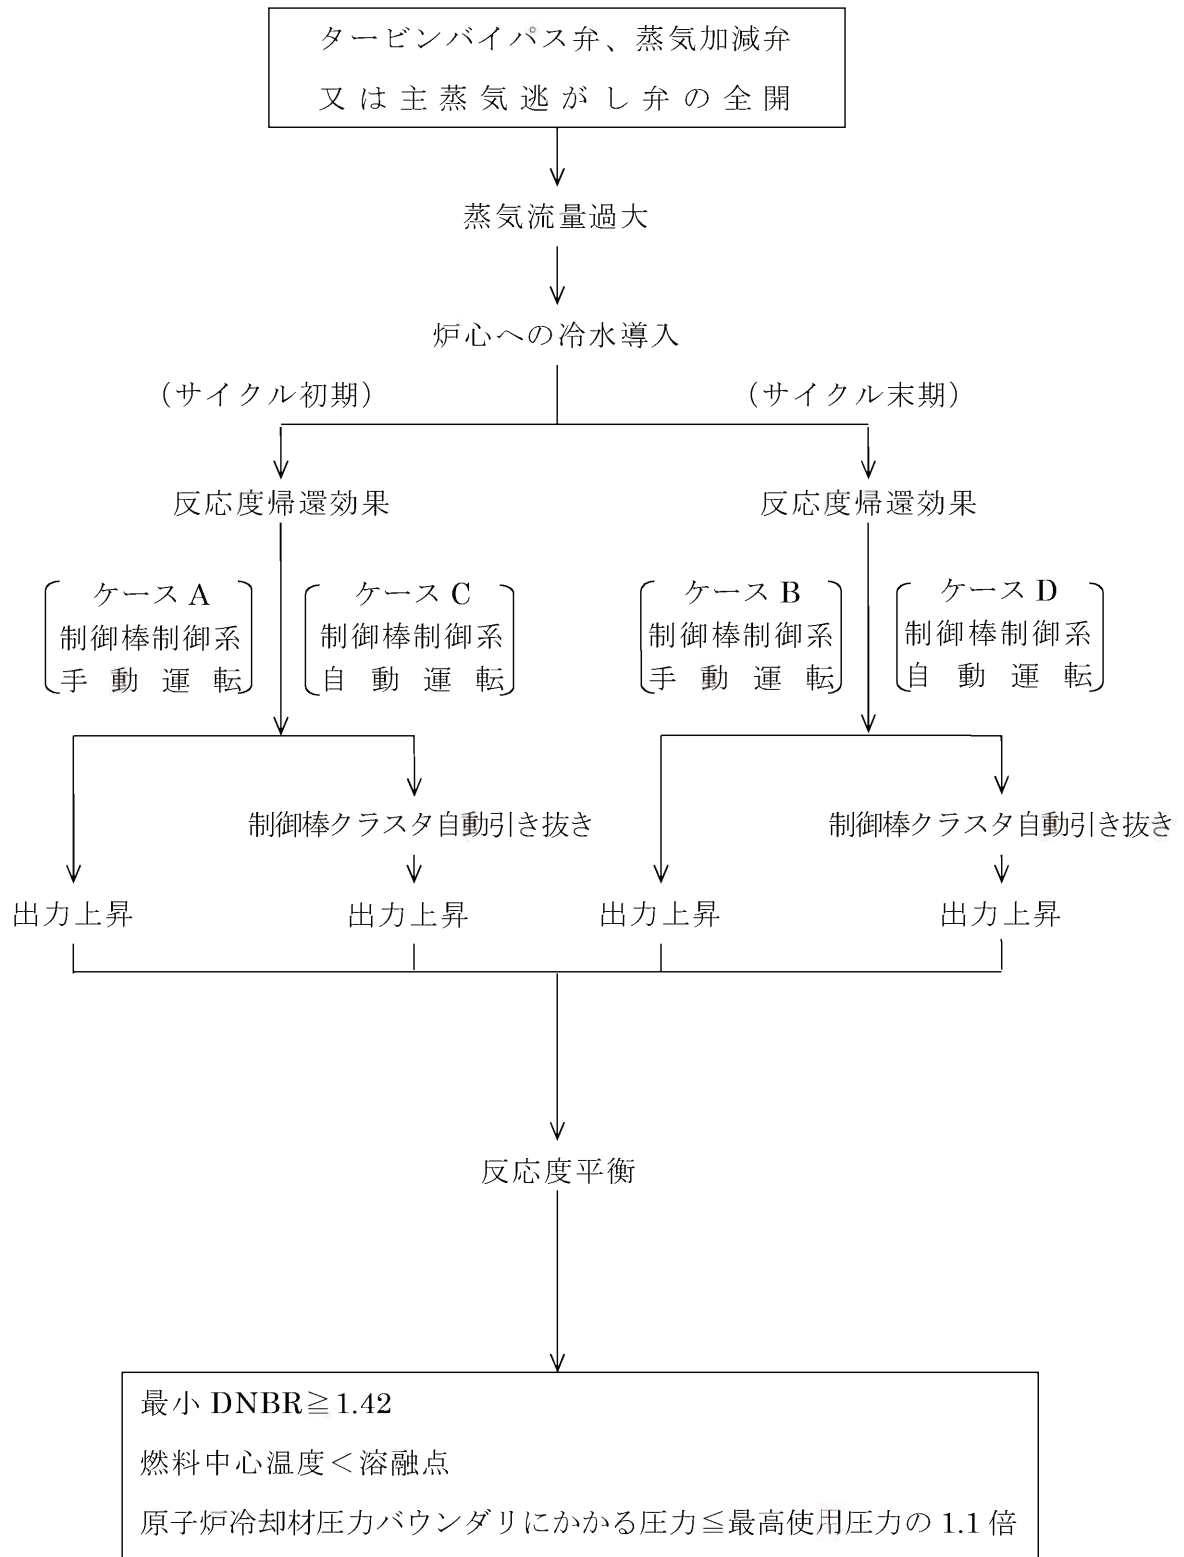 タービンバイパス弁、蒸気加減弁
又は主蒸気逃がし弁の全開
蒸気流量過大
炉心への冷水導入
(サイクル初期)
(サイクル末期)
反応度帰還効果
反応度帰還効果
ケースA
制御棒制御系
手動運転
ケースC
制御棒制御系
自動運転
ケースB
制御棒制御系
手動運転
ケースD
制御棒制御系
自動運転
制御棒クラスタ自動引き抜き
制御棒クラスタ自動引き抜き
出力上昇
出力上昇
出力上昇
出力上昇
反応度平衡
最小 DNBR≧1.42
燃料中心温度<溶融点
原子炉冷却材圧力バウンダリにかかる圧力≦最高使用圧力の 1.1 倍